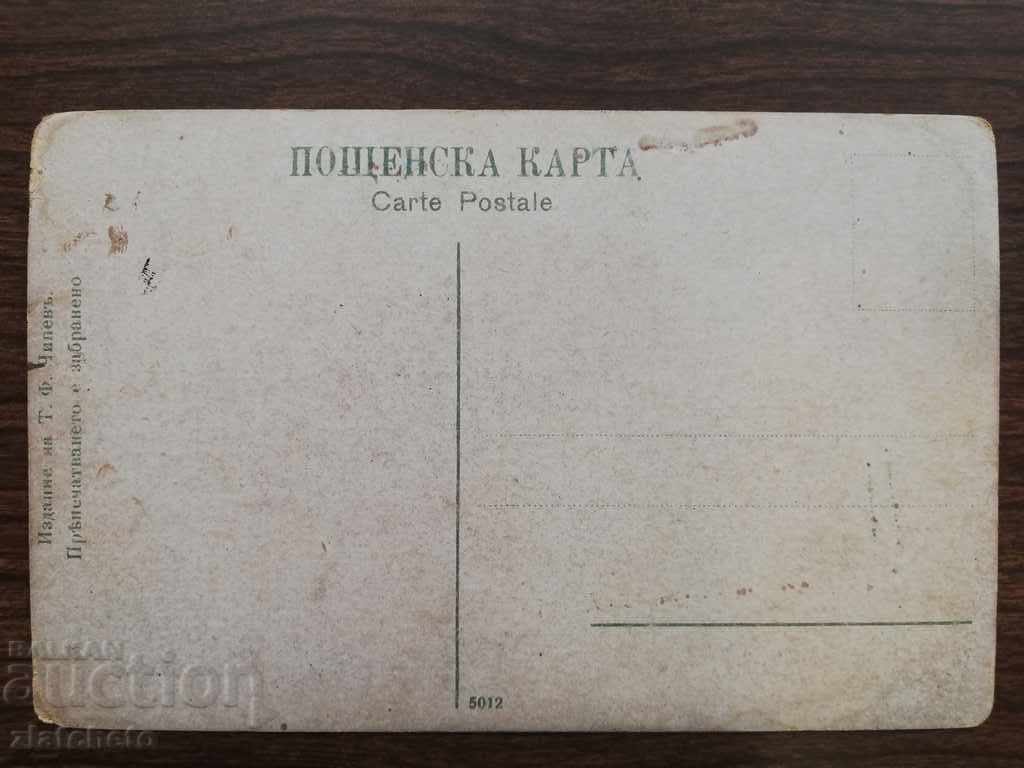 ПОЩЕНСКА КАРТА
Carte Postale
Издание на Т. Ф. Чипевъ.
Прѣпечатването е забранено
5012
BALKAN
auction
zlatcheto